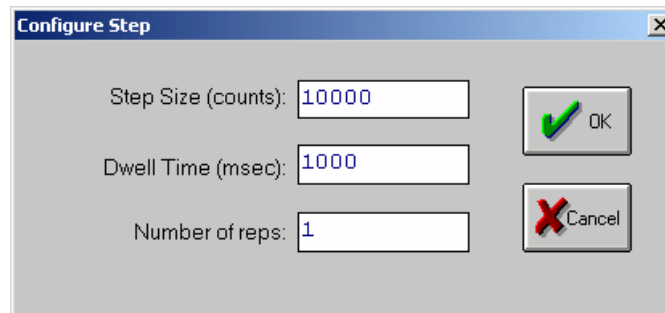 Configure Step
Step Size (counts): 10000
OK
Dwell Time (msec): 1000
Cancel
Number of reps: 1